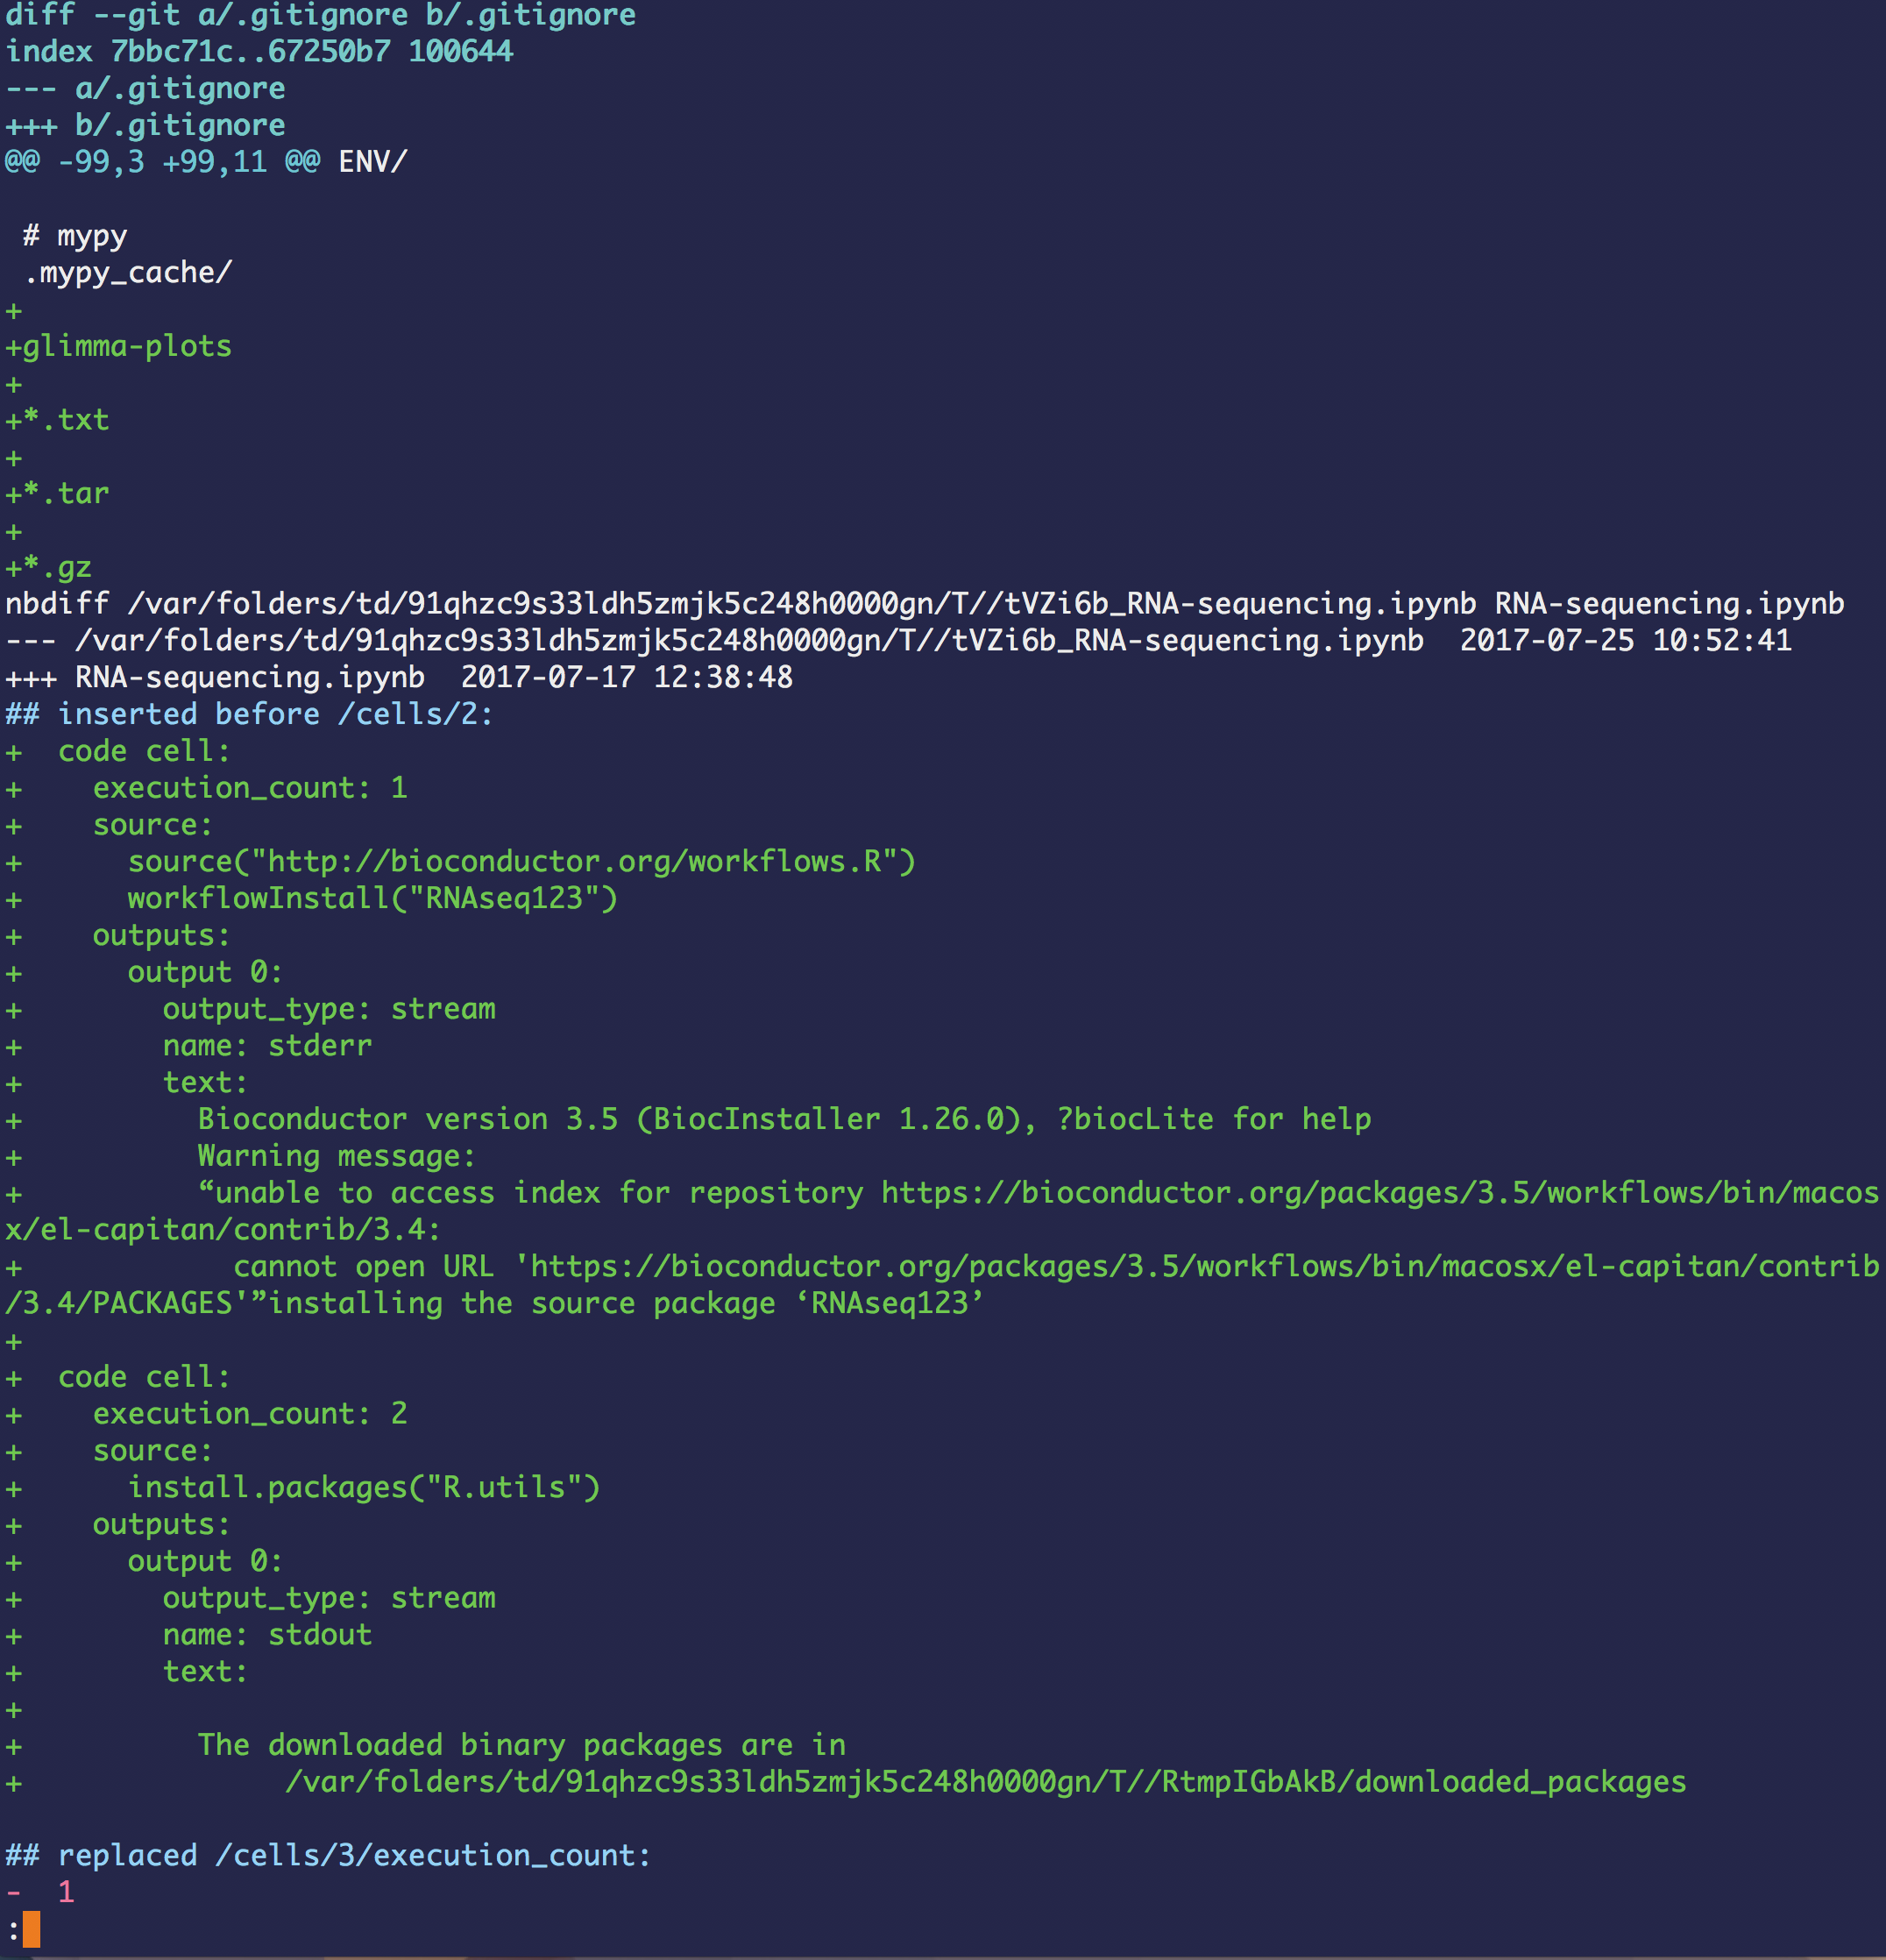 diff --git a/.gitignore b/.gitignore
index 7bbc71c..67250b7 100644
--- a/.gitignore
+++ b/.gitignore
@@ -99,3 +99,11 @@ ENV/

 # mypy
 .mypy_cache/
+
+glimma-plots
+
+*.txt
+
+*.tar
+
+*.gz
nbdiff /var/folders/td/91qhzc9s33ldh5zmjk5c248h0000gn/T//tVZi6b_RNA-sequencing.ipynb RNA-sequencing.ipynb
--- /var/folders/td/91qhzc9s33ldh5zmjk5c248h0000gn/T//tVZi6b_RNA-sequencing.ipynb  2017-07-25 10:52:41
+++ RNA-sequencing.ipynb  2017-07-17 12:38:48
## inserted before /cells/2:
+  code cell:
+    execution_count: 1
+    source:
+      source("http://bioconductor.org/workflows.R")
+      workflowInstall("RNAseq123")
+    outputs:
+      output 0:
+        output_type: stream
+        name: stderr
+        text:
+          Bioconductor version 3.5 (BiocInstaller 1.26.0), ?biocLite for help
+          Warning message:
+          “unable to access index for repository https://bioconductor.org/packages/3.5/workflows/bin/macos
x/el-capitan/contrib/3.4:
+            cannot open URL 'https://bioconductor.org/packages/3.5/workflows/bin/macosx/el-capitan/contrib
/3.4/PACKAGES'”installing the source package ‘RNAseq123’
+
+  code cell:
+    execution_count: 2
+    source:
+      install.packages("R.utils")
+    outputs:
+      output 0:
+        output_type: stream
+        name: stdout
+        text:
+
+          The downloaded binary packages are in
+               /var/folders/td/91qhzc9s33ldh5zmjk5c248h0000gn/T//RtmpIGbAkB/downloaded_packages

## replaced /cells/3/execution_count:
-  1
: